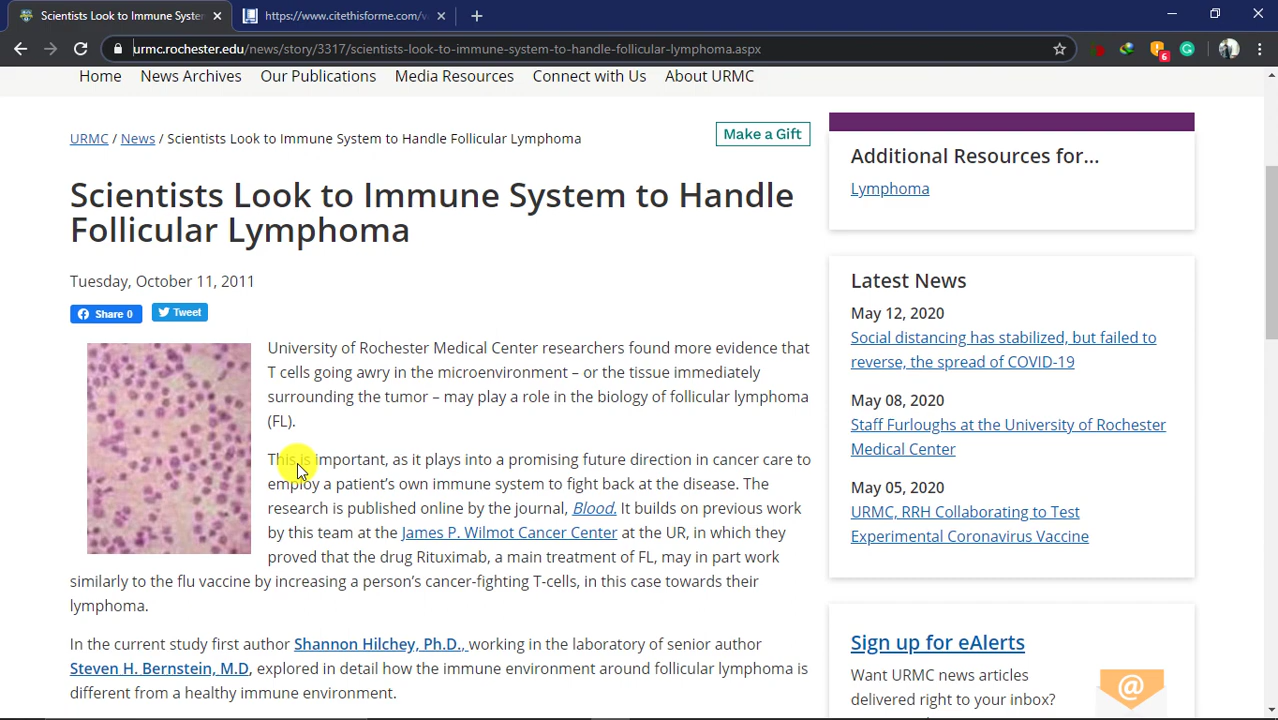 Scientists Look to Immune System
https://www.citethisforme.com/
urmc.rochester.edu/news/story/3317/scientists-look-to-immune-system-to-handle-follicular-lymphoma.aspx
6
Home News Archives Our Publications Media Resources Connect with Us About URMC
URMC / News / Scientists Look to Immune System to Handle Follicular Lymphoma
Make a Gift
Scientists Look to Immune System to Handle
Follicular Lymphoma
Tuesday, October 11, 2011
Share 0
Tweet
University of Rochester Medical Center researchers found more evidence that
T cells going awry in the microenvironment – or the tissue immediately
surrounding the tumor – may play a role in the biology of follicular lymphoma
(FL).
This is important, as it plays into a promising future direction in cancer care to
employ a patient’s own immune system to fight back at the disease. The
research is published online by the journal, Blood. It builds on previous work
by this team at the James P. Wilmot Cancer Center at the UR, in which they
proved that the drug Rituximab, a main treatment of FL, may in part work
similarly to the flu vaccine by increasing a person’s cancer-fighting T-cells, in this case towards their
lymphoma.
In the current study first author Shannon Hilchey, Ph.D., working in the laboratory of senior author
Steven H. Bernstein, M.D, explored in detail how the immune environment around follicular lymphoma is
different from a healthy immune environment.
Additional Resources for...
Lymphoma
Latest News
May 12, 2020
Social distancing has stabilized, but failed to
reverse, the spread of COVID-19
May 08, 2020
Staff Furloughs at the University of Rochester
Medical Center
May 05, 2020
URMC, RRH Collaborating to Test
Experimental Coronavirus Vaccine
Sign up for eAlerts
Want URMC news articles
delivered right to your inbox?
@